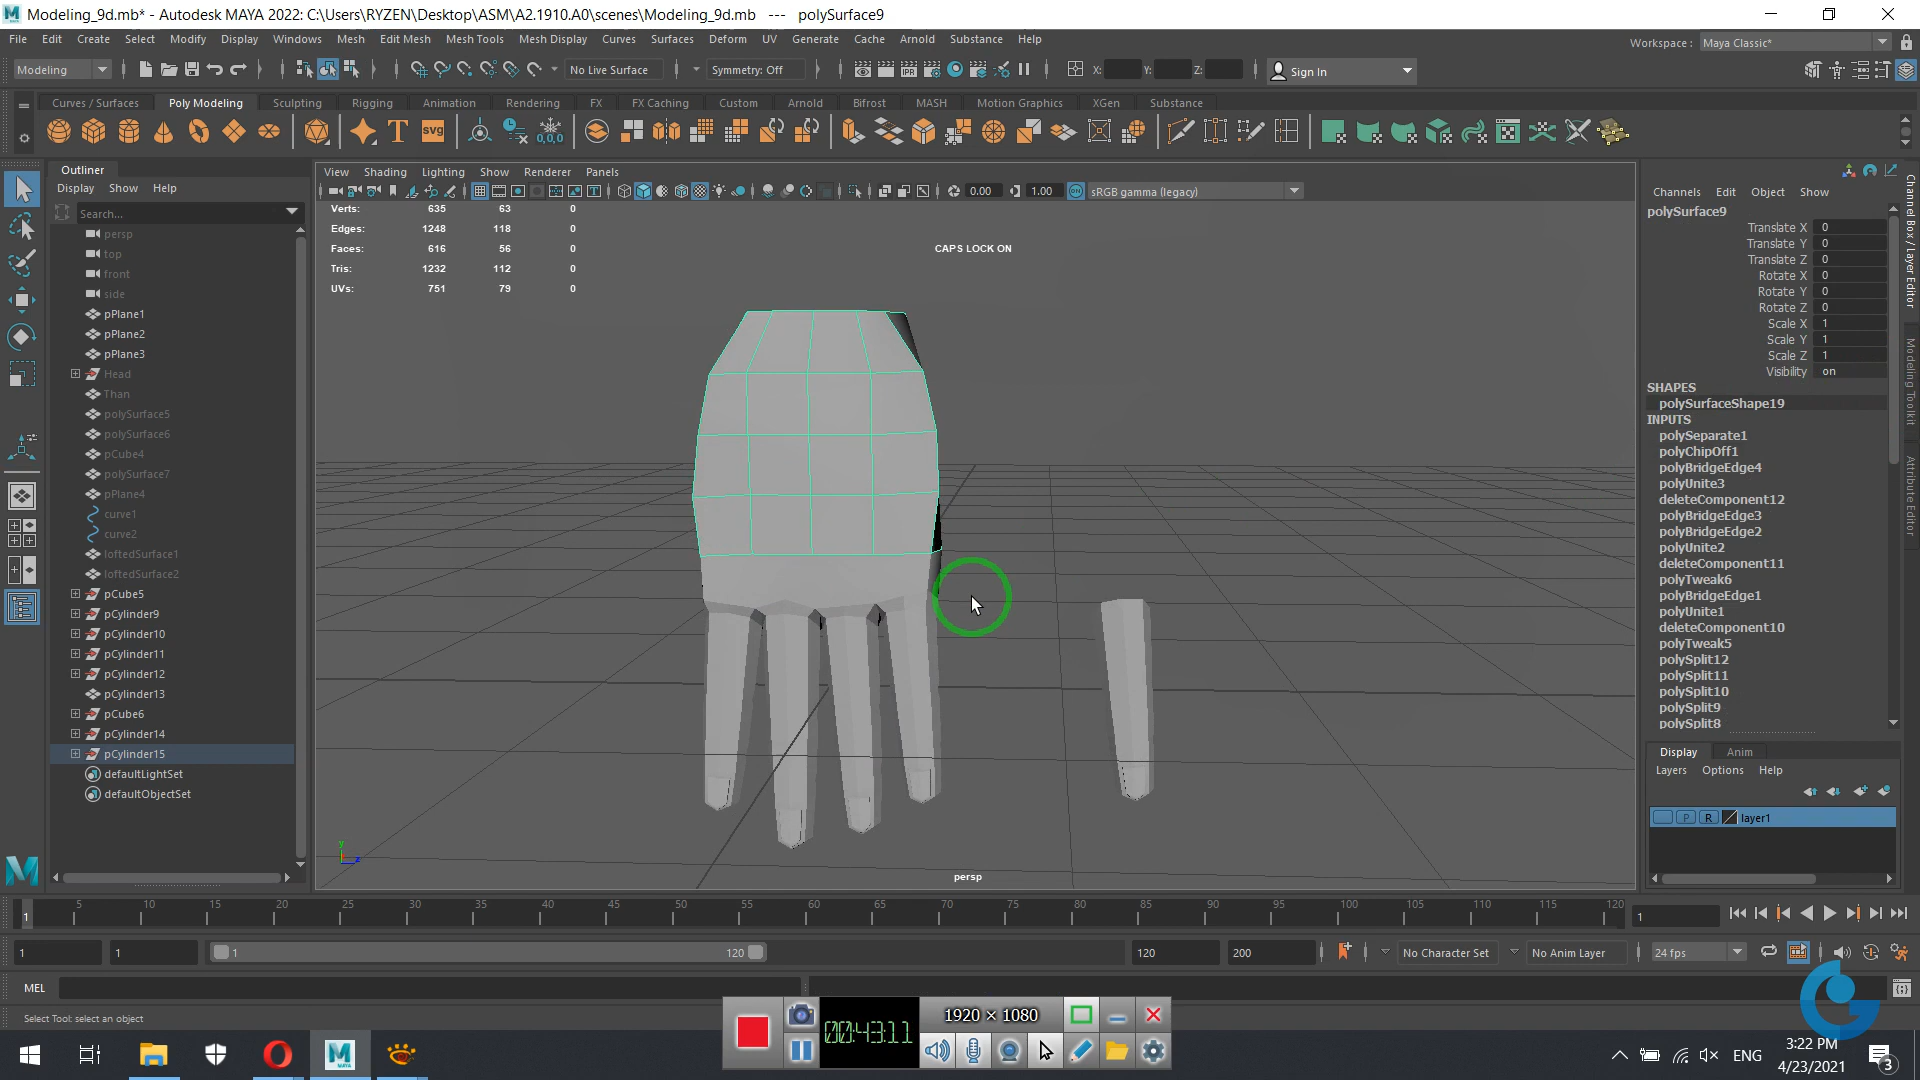 Modeling_9d.mb* - Autodesk MAYA 2022: C:\Users\RYZEN\Desktop\ASM\A2.1910.A0\scenes\Modeling_9d.mb --- polySurface9
File Edit Create Select Modify Display Windows Mesh Edit Mesh Mesh Tools Mesh Display Curves Surfaces Deform UV Generate Cache Arnold Substance Help
Workspace : Maya Classic*
Modeling No Live Surface Symmetry: Off X: Y: Z: Sign In
Curves / Surfaces Poly Modeling Sculpting Rigging Animation Rendering FX FX Caching Custom Arnold Bifrost MASH Motion Graphics XGen Substance
Outliner
Display Show Help
Search...
persp
top
front
side
pPlane1
pPlane2
pPlane3
Head
Than
polySurface5
polySurface6
pCube4
polySurface7
pPlane4
curve1
curve2
loftedSurface1
loftedSurface2
pCube5
pCylinder9
pCylinder10
pCylinder11
pCylinder12
pCylinder13
pCube6
pCylinder14
pCylinder15
defaultLightSet
defaultObjectSet
View Shading Lighting Show Renderer Panels
0.00 1.00 sRGB gamma (legacy)
Verts: 635 63 0
Edges: 1248 118 0
Faces: 616 56 0
Tris: 1232 112 0
UVs: 751 79 0
CAPS LOCK ON
persp
Channels Edit Object Show
polySurface9
Translate X 0
Translate Y 0
Translate Z 0
Rotate X 0
Rotate Y 0
Rotate Z 0
Scale X 1
Scale Y 1
Scale Z 1
Visibility on
SHAPES
polySurfaceShape19
INPUTS
polySeparate1
polyChipOff1
polyBridgeEdge4
polyUnite3
deleteComponent12
polyBridgeEdge3
polyBridgeEdge2
polyUnite2
deleteComponent11
polyTweak6
polyBridgeEdge1
polyUnite1
deleteComponent10
polyTweak5
polySplit12
polySplit11
polySplit10
polySplit9
polySplit8
Channel Box / Layer Editor
Modeling Toolkit
Attribute Editor
Display Anim
Layers Options Help
P R layer1
1 5 10 15 20 25 30 35 40 45 50 55 60 65 70 75 80 85 90 95 100 105 110 115 120 1
1 1 1 120 120 200 No Character Set No Anim Layer 24 fps
MEL
Select Tool: select an object
1920 × 1080
00:43:11
ENG
3:22 PM
4/23/2021
3